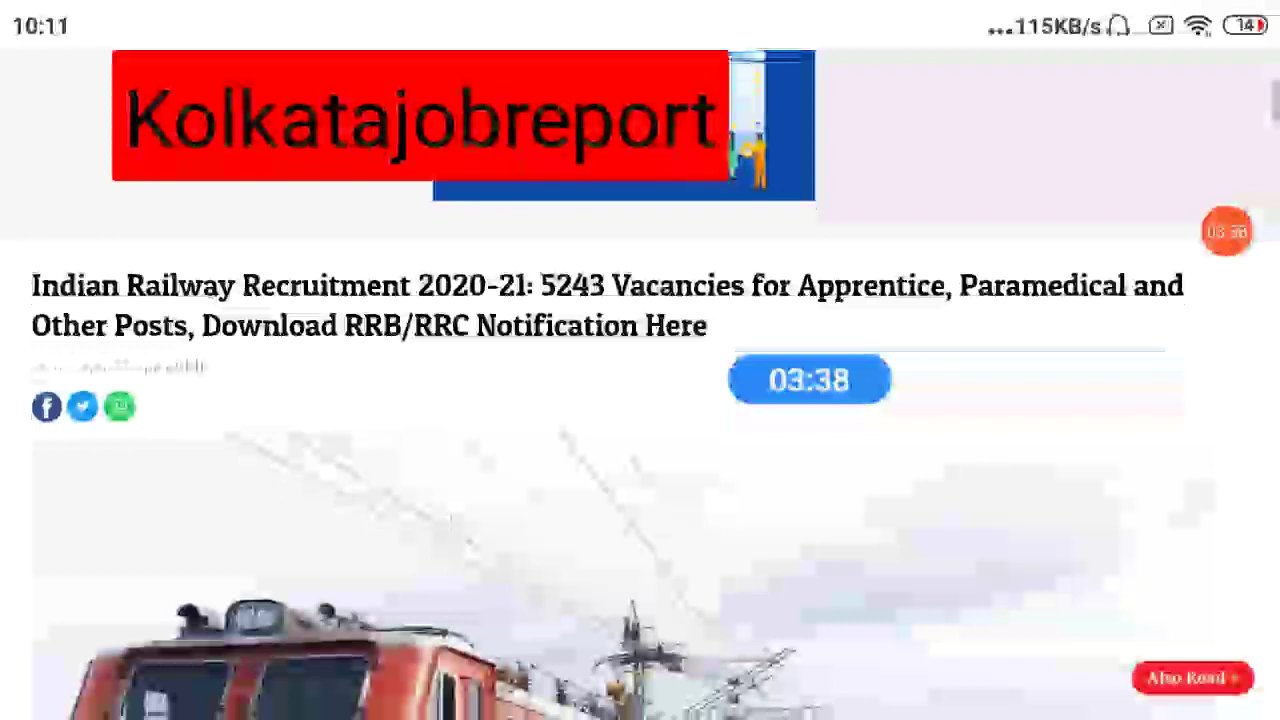 10:11
...115KB/s
14
Kolkatajobreport
03:38
Indian Railway Recruitment 2020-21: 5243 Vacancies for Apprentice, Paramedical and
Other Posts, Download RRB/RRC Notification Here
03:38
Also Read